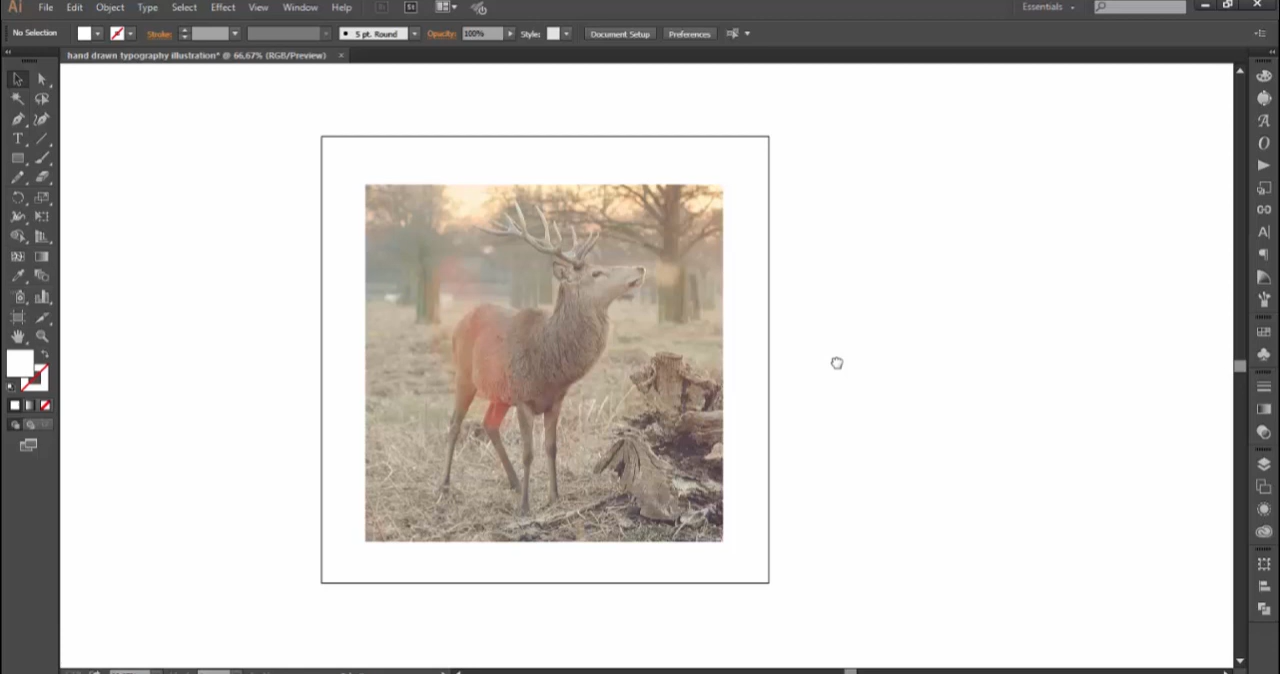 Ai File Edit Object Type Select Effect View Window Help St Essentials
No Selection Stroke: 5 pt. Round Opacity: 100% Style: Document Setup Preferences
hand drawn typography illustration* @ 66.67% (RGB/Preview) ×